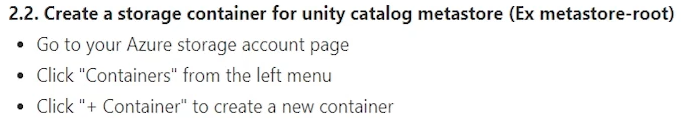 2.2. Create a storage container for unity catalog metastore (Ex metastore-root)
• Go to your Azure storage account page
• Click "Containers" from the left menu
• Click "+ Container" to create a new container